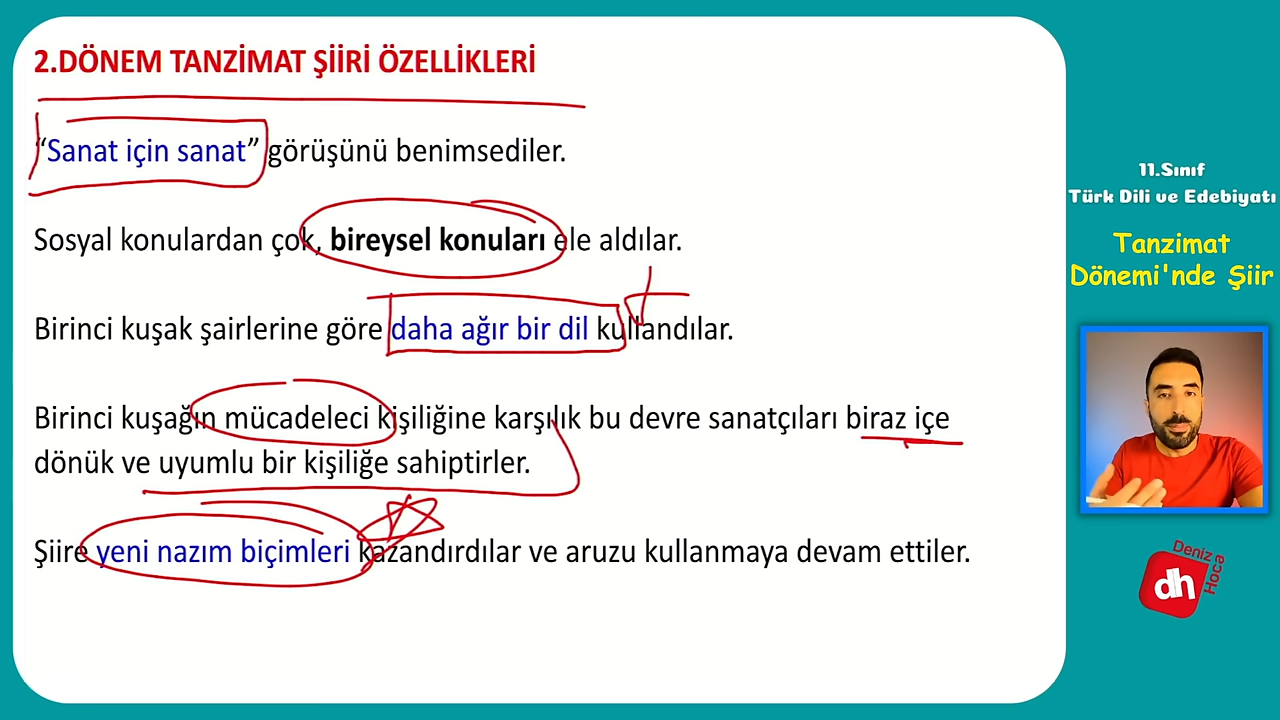 2.DÖNEM TANZİMAT ŞİİRİ ÖZELLİKLERİ
“Sanat için sanat” görüşünü benimsediler.
Sosyal konulardan çok, bireysel konuları ele aldılar.
Birinci kuşak şairlerine göre daha ağır bir dil kullandılar.
Birinci kuşağın mücadeleci kişiliğine karşılık bu devre sanatçıları biraz içe
dönük ve uyumlu bir kişiliğe sahiptirler.
Şiire yeni nazım biçimleri kazandırdılar ve aruzu kullanmaya devam ettiler.
11.Sınıf
Türk Dili ve Edebiyatı
Tanzimat
Dönemi'nde Şiir
Deniz
Hoca
dh